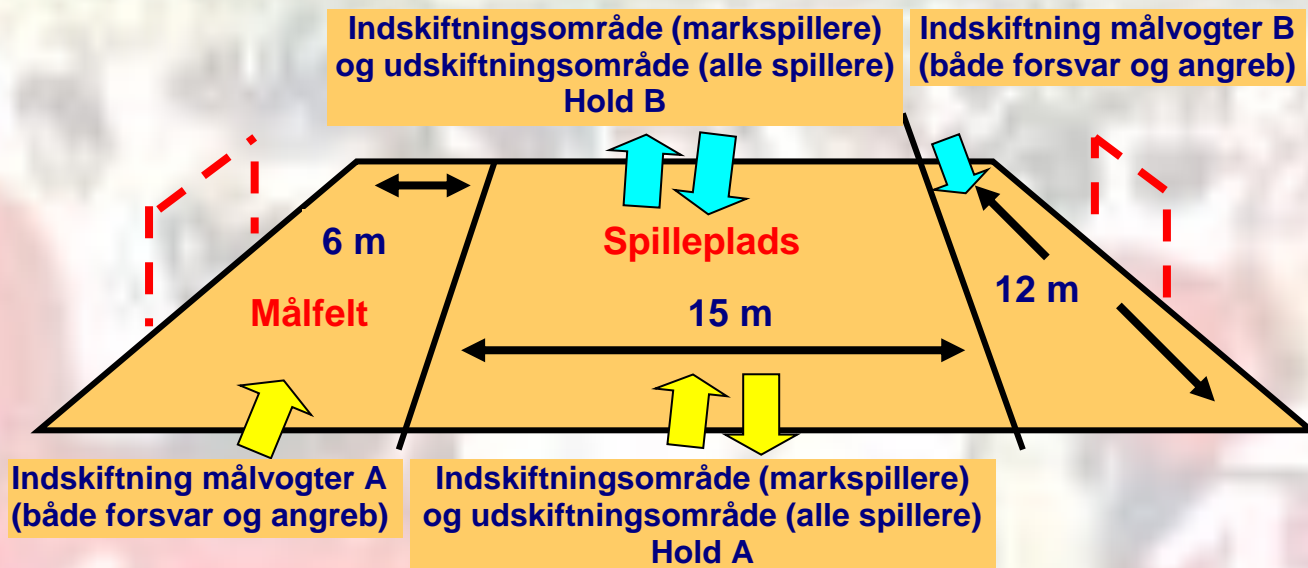 Indskiftningsområde (markspillere)
og udskiftningsområde (alle spillere)
Hold B
Indskiftning målvogter B
(både forsvar og angreb)
6 m
Spilleplads
Målfelt
15 m
12 m
Indskiftning målvogter A
(både forsvar og angreb)
Indskiftningsområde (markspillere)
og udskiftningsområde (alle spillere)
Hold A